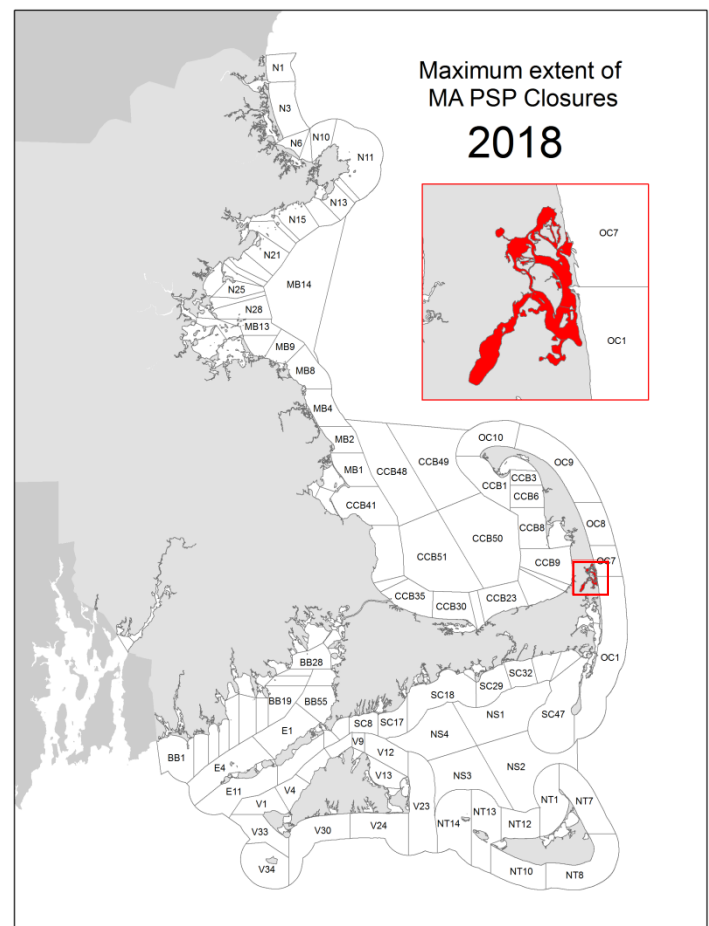 Maximum extent of
MA PSP Closures
2018
N1
N3
N6
N10
N11
N13
N15
N21
N25
N28
MB14
MB13
MB9
MB8
MB4
MB2
MB1
CCB41
CCB48
CCB49
OC7
OC1
OC10
OC9
CCB1
CCB3
CCB6
CCB8
OC8
CCB50
CCB51
CCB9
OC7
CCB35
CCB30
CCB23
OC1
BB28
BB19
BB55
BB1
E1
E4
E11
SC8
SC17
SC18
SC29
SC32
SC47
NS1
NS4
NS3
NS2
V9
V12
V13
V4
V1
V33
V34
V30
V24
V23
NT14
NT13
NT12
NT1
NT7
NT10
NT8